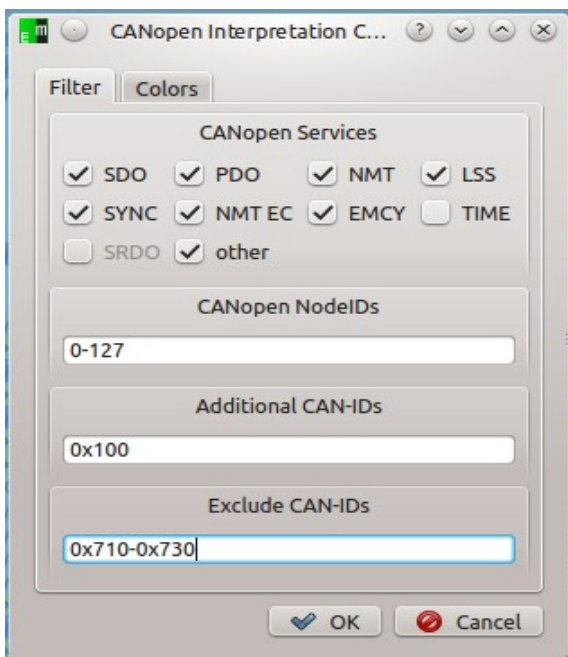 CANopen Interpretation C...
Filter Colors
CANopen Services
SDO PDO NMT LSS
SYNC NMT EC EMCY TIME
SRDO other
CANopen NodeIDs
0-127
Additional CAN-IDs
0x100
Exclude CAN-IDs
0x710-0x730
OK Cancel